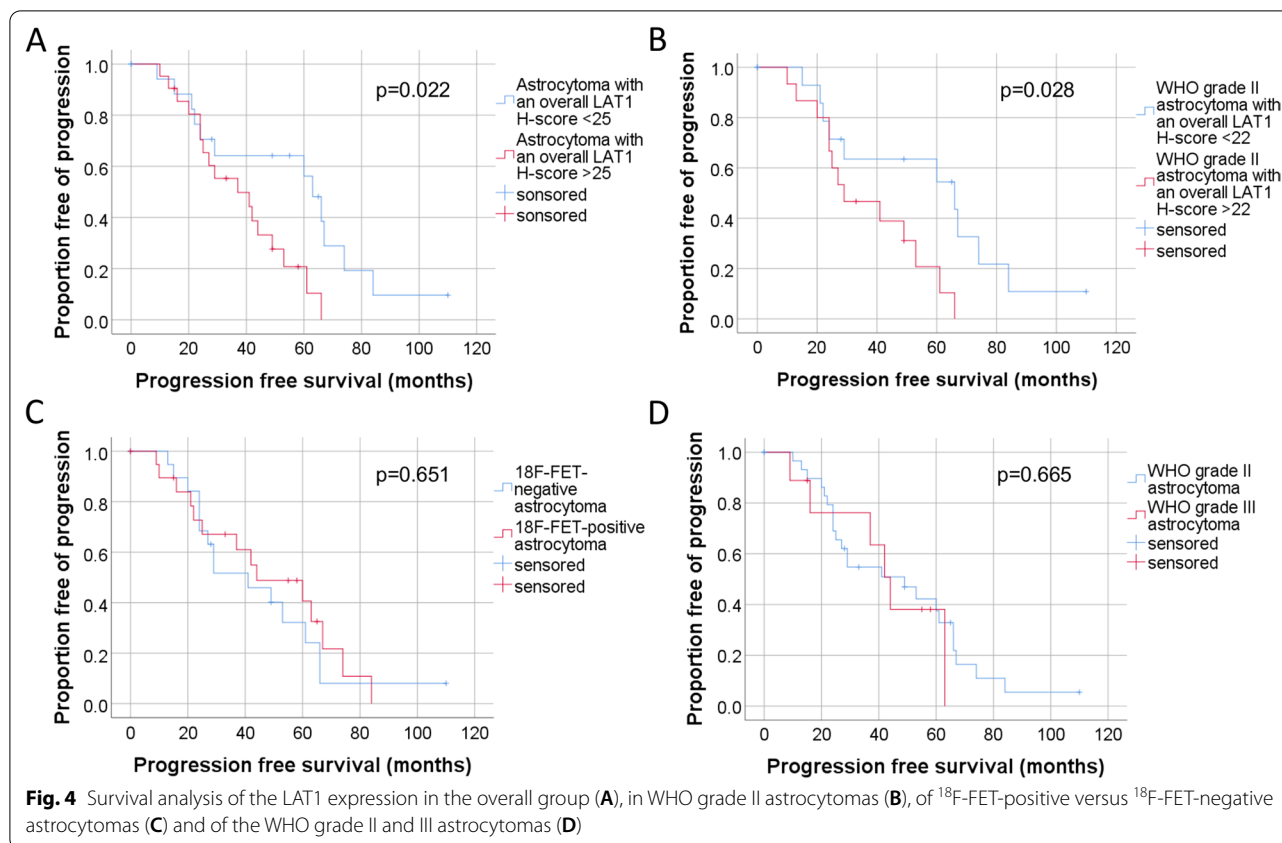 A
Proportion free of progression
1.0
0.8
0.6
0.4
0.2
0.0
0 20 40 60 80 100 120
Progression free survival (months)
p=0.022
Astrocytoma with
an overall LAT1
H-score <25
Astrocytoma with
an overall LAT1
H-score >25
sonsored
sonsored
B
Proportion free of progression
1.0
0.8
0.6
0.4
0.2
0.0
0 20 40 60 80 100 120
Progression free survival (months)
p=0.028
WHO grade II
astrocytoma with
an overall LAT1
H-score <22
WHO grade II
astrocytoma with
an overall LAT1
H-score >22
sensored
sensored
C
Proportion free of progression
1.0
0.8
0.6
0.4
0.2
0.0
0 20 40 60 80 100 120
Progression free survival (months)
p=0.651
18F-FET-
negative
astrocytoma
18F-FET-positive
astrocytoma
sensored
sensored
D
Proportion free of progression
1.0
0.8
0.6
0.4
0.2
0.0
0 20 40 60 80 100 120
Progression free survival (months)
p=0.665
WHO grade II
astrocytoma
WHO grade III
astrocytoma
sensored
sensored
Fig. 4 Survival analysis of the LAT1 expression in the overall group (A), in WHO grade II astrocytomas (B), of ¹⁸F-FET-positive versus ¹⁸F-FET-negative
astrocytomas (C) and of the WHO grade II and III astrocytomas (D)